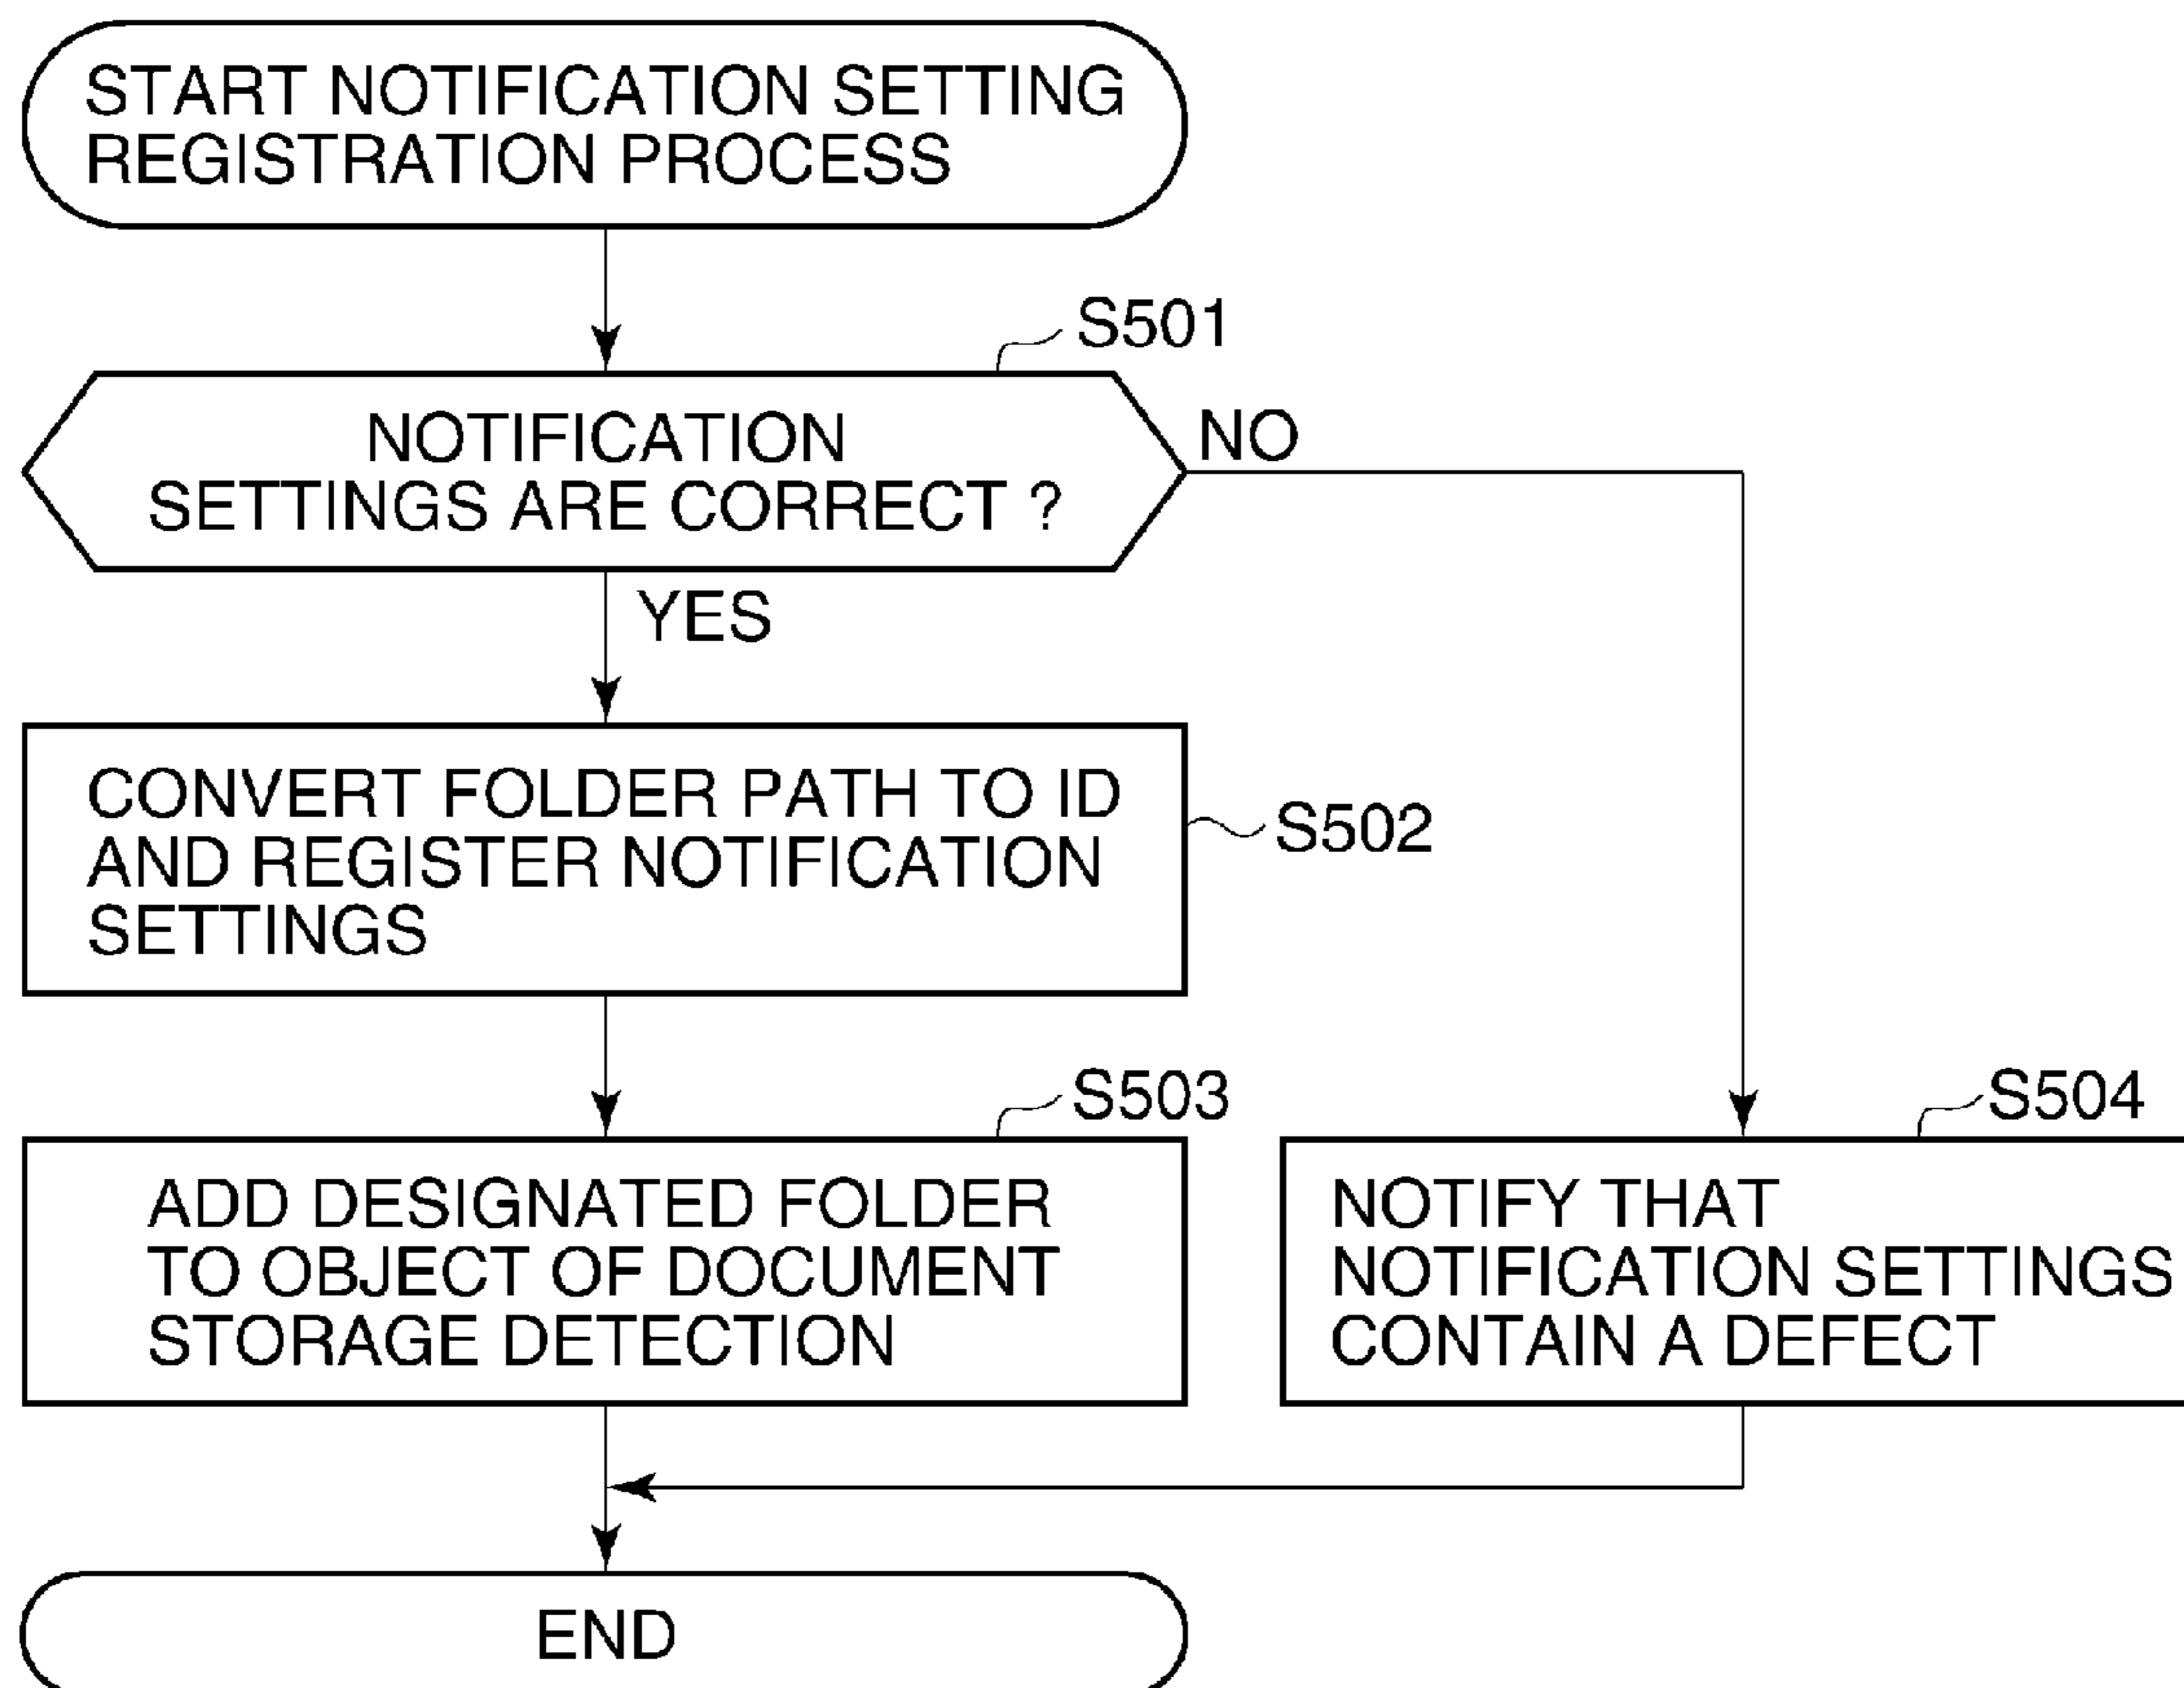 START NOTIFICATION SETTING
REGISTRATION PROCESS
S501
NOTIFICATION
SETTINGS ARE CORRECT ?
NO
YES
CONVERT FOLDER PATH TO ID
AND REGISTER NOTIFICATION
SETTINGS
S502
S503
ADD DESIGNATED FOLDER
TO OBJECT OF DOCUMENT
STORAGE DETECTION
S504
NOTIFY THAT
NOTIFICATION SETTINGS
CONTAIN A DEFECT
END